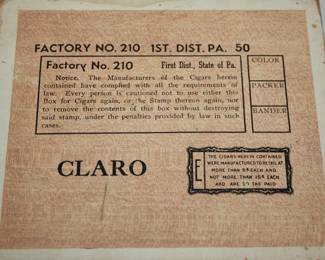 FACTORY NO. 210 1ST. DIST. PA. 50
Factory No. 210 First Dist., State of Pa.
Notice. The Manufacturers of the Cigars herein
contained have complied with all the requirements of
law. Every person is cautioned not to use either this
Box for Cigars again, or the Stamp thereon again, nor
to remove the contents of this box without destroying
said stamp, under the penalties provided by law in such
cases.
COLOR
PACKER
BANDER
CLARO
E
THE CIGARS HEREIN CONTAINED
WERE MANUFACTURED TO RETAIL AT
MORE THAN 8¢ EACH AND
NOT MORE THAN 15¢ EACH
AND ARE SO TAX PAID